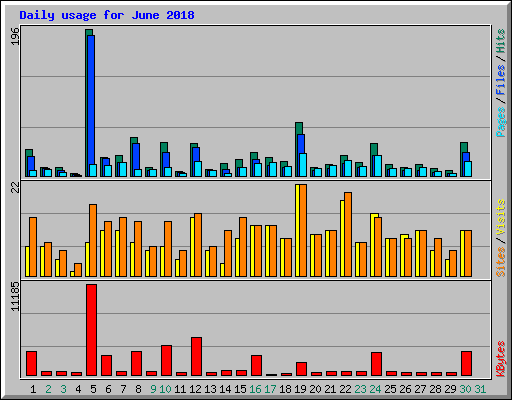 Daily usage for June 2018
196
Pages / Files / Hits
22
Sites / Visits
11185
KBytes
1 2 3 4 5 6 7 8 9 10 11 12 13 14 15 16 17 18 19 20 21 22 23 24 25 26 27 28 29 30 31